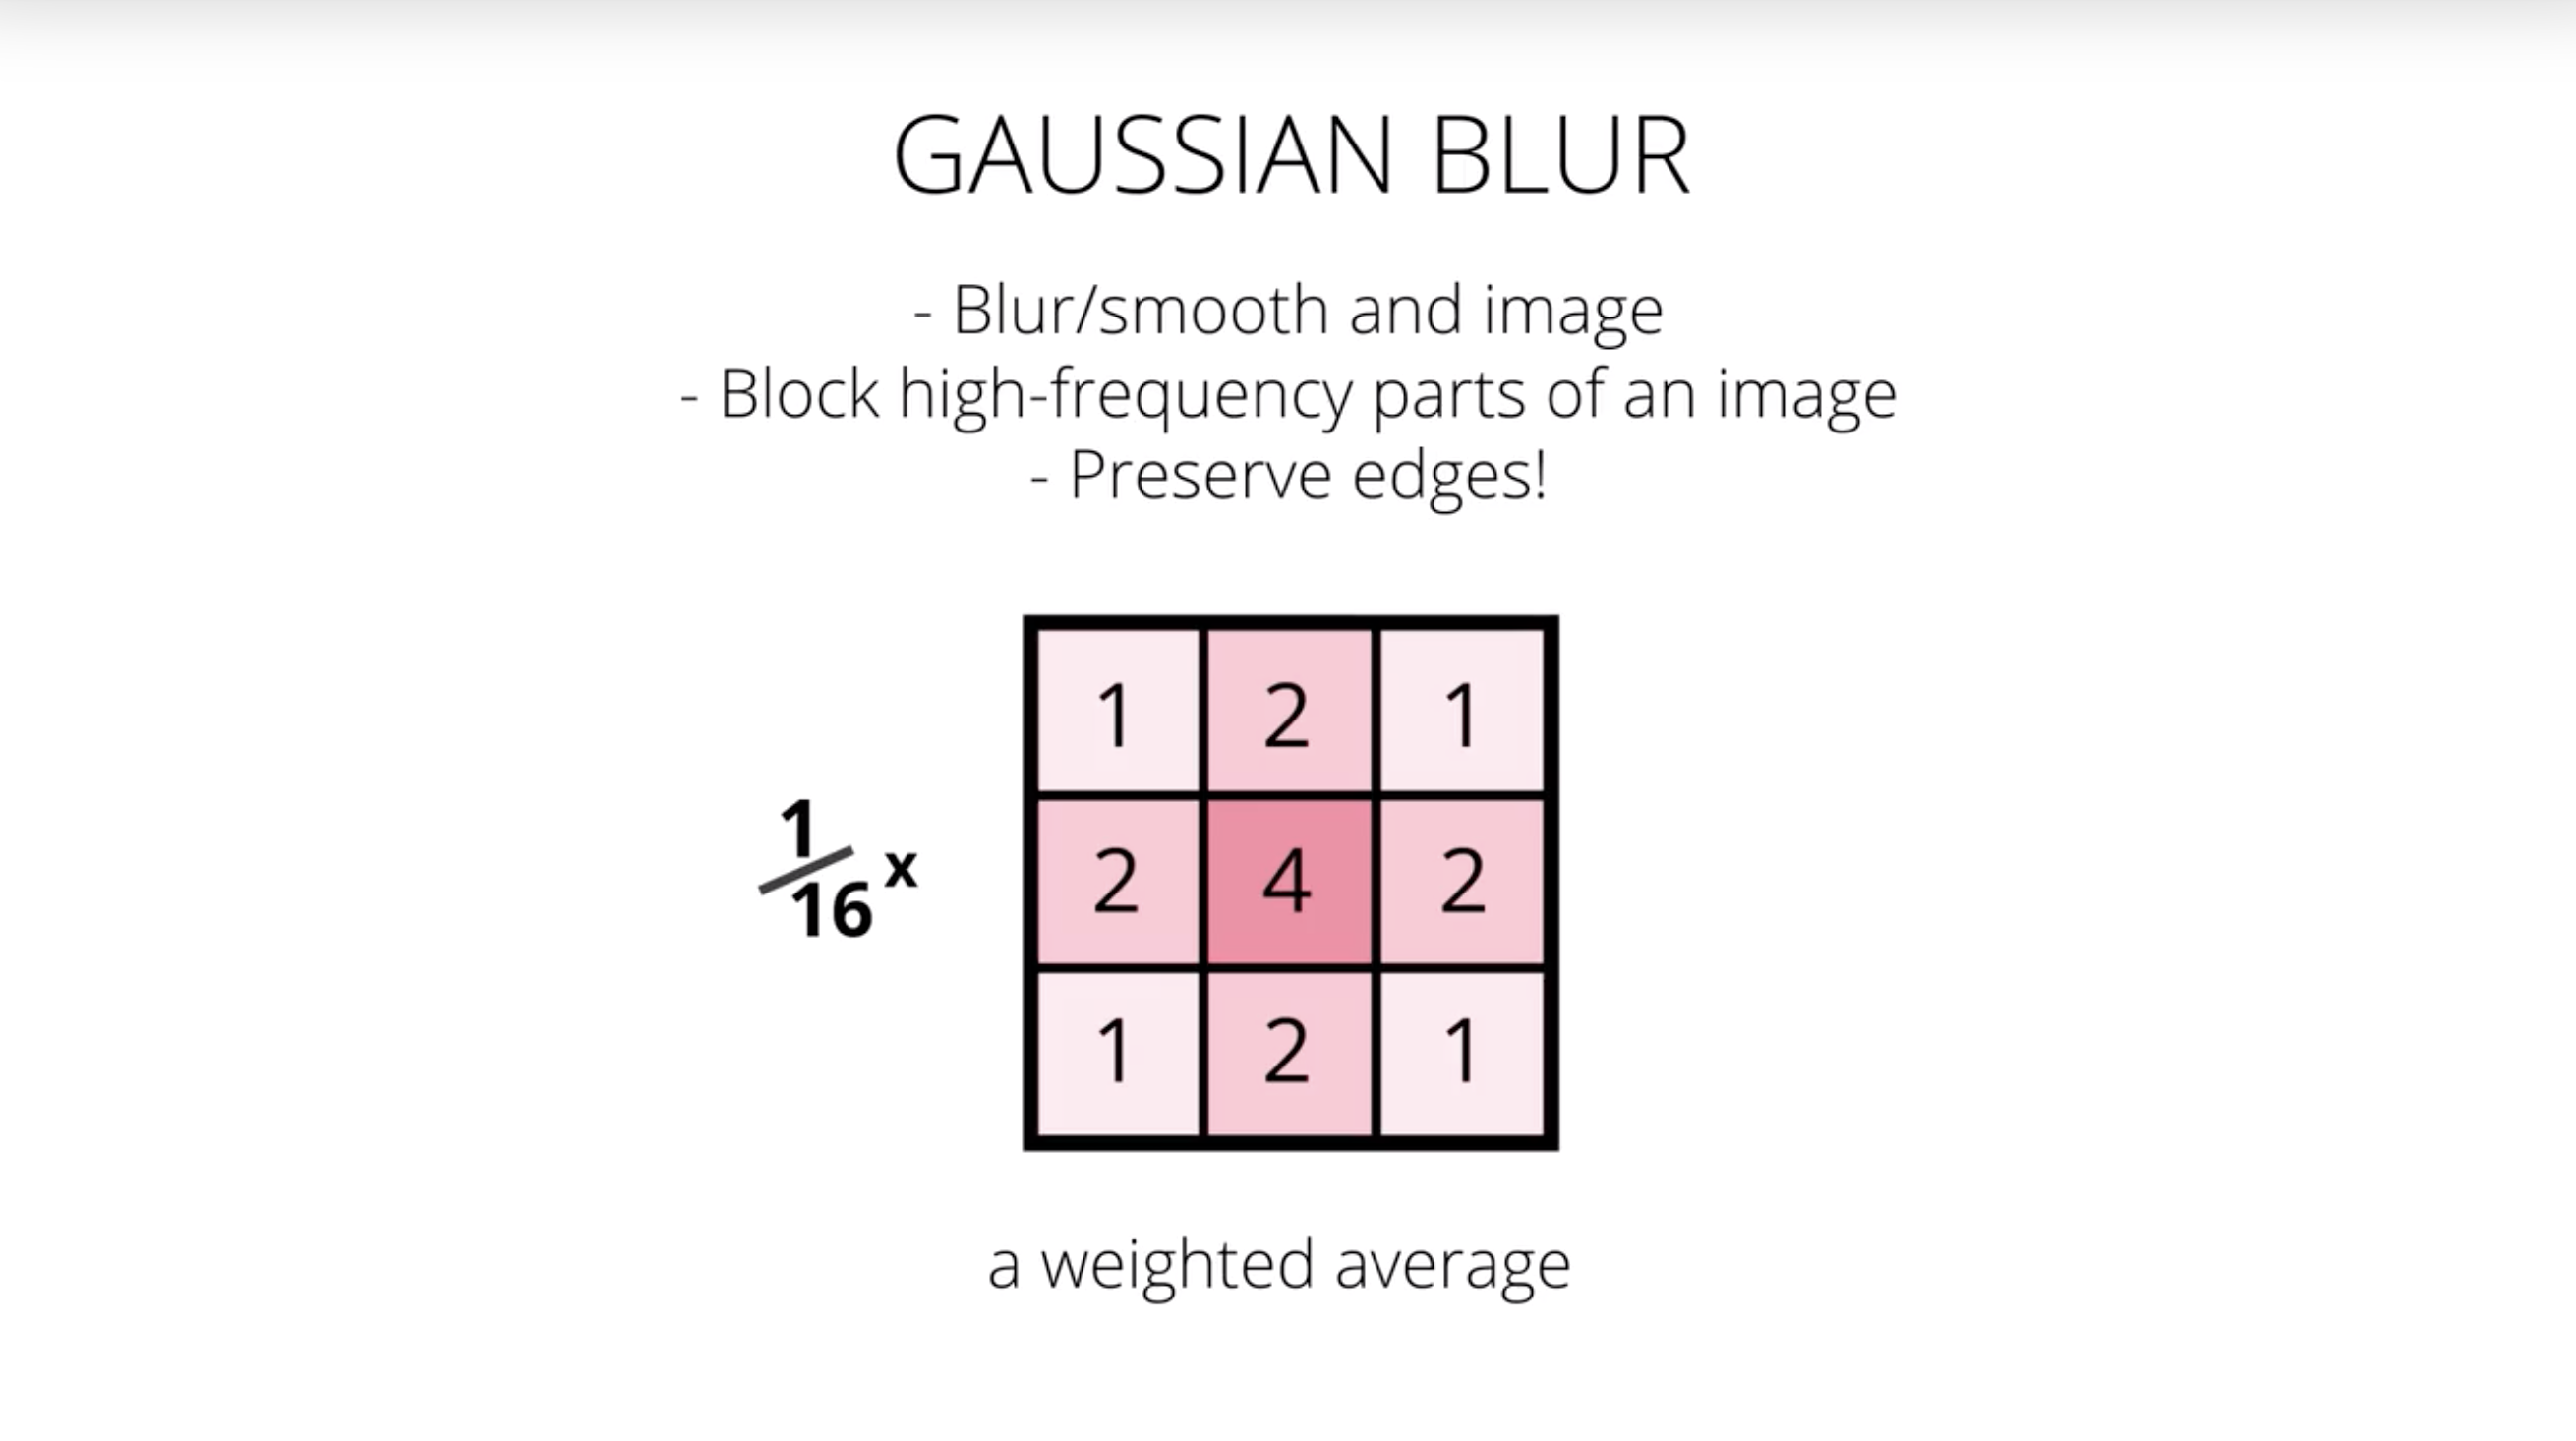 GAUSSIAN BLUR
- Blur/smooth and image
- Block high-frequency parts of an image
- Preserve edges!
1 2 1
1/16 x
2 4 2
1 2 1
a weighted average